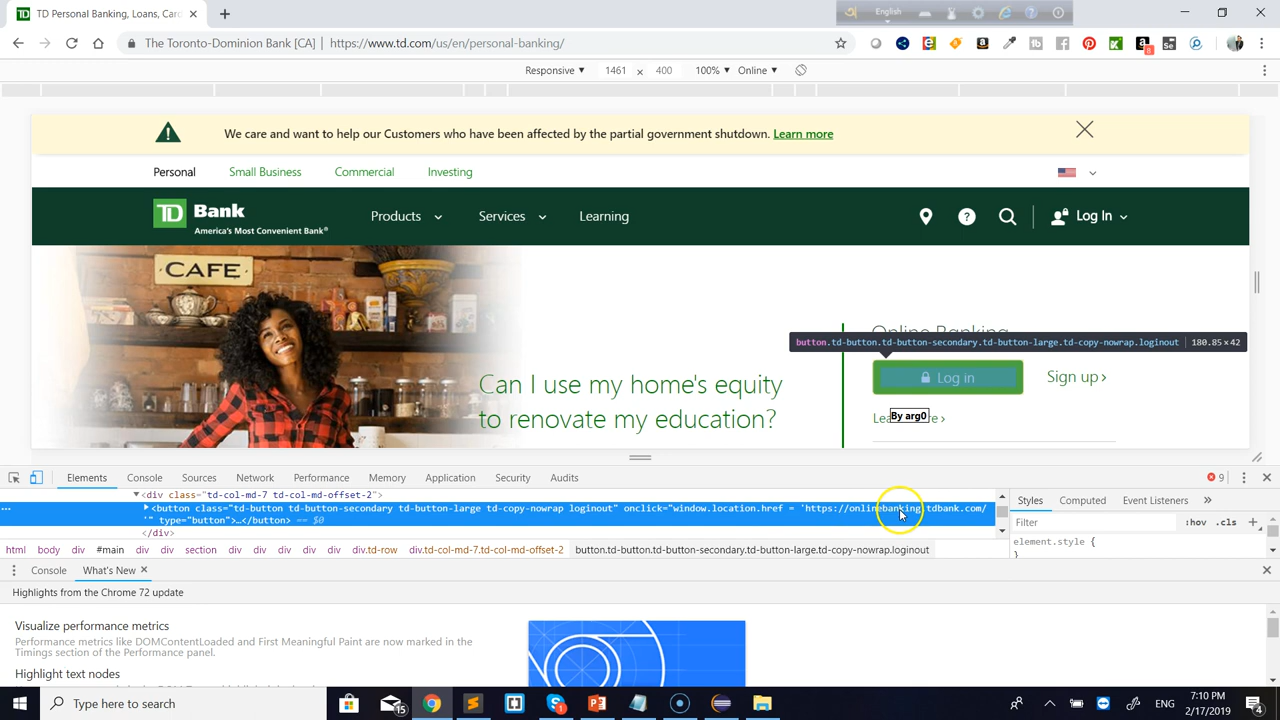 TD Personal Banking, Loans, Car
English
The Toronto-Dominion Bank [CA] | https://www.td.com/us/en/personal-banking/
8
Responsive 1461 × 400 100% Online
We care and want to help our Customers who have been affected by the partial government shutdown. Learn more
Personal Small Business Commercial Investing
TD Bank
America's Most Convenient Bank®
Products Services Learning Log In
CAFE
Online Banking
button.td-button.td-button-secondary.td-button-large.td-copy-nowrap.loginout | 180.85×42
Log in Sign up ›
Can I use my home's equity
to renovate my education?
By arg0
Elements Console Sources Network Performance Memory Application Security Audits 9
<div class="td-col-md-7 td-col-md-offset-2">
<button class="td-button td-button-secondary td-button-large td-copy-nowrap loginout" onclick="window.location.href = 'https://onlinebanking.tdbank.com/
'" type="button">…</button> == $0
</div>
Styles Computed Event Listeners »
Filter :hov .cls +
element.style {
}
html body div #main div section div div div div.td-row div.td-col-md-7.td-col-md-offset-2 button.td-button.td-button-secondary.td-button-large.td-copy-nowrap.loginout
Console What's New
Highlights from the Chrome 72 update
Visualize performance metrics
Performance metrics like DOMContentLoaded and First Meaningful Paint are now marked in the
Timings section of the Performance panel.
Highlight text nodes
Type here to search
15
1
ENG
7:10 PM
2/17/2019
4